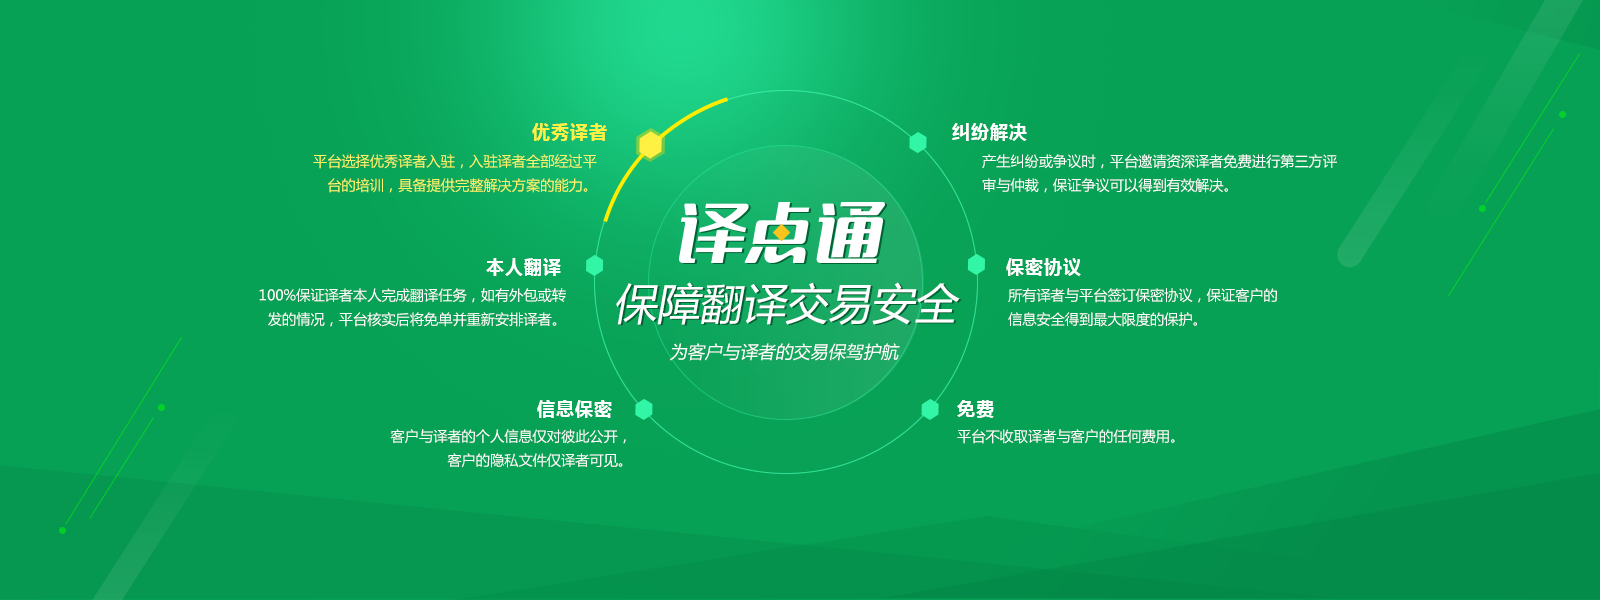 优秀译者
平台选择优秀译者入驻，入驻译者全部经过平
台的培训，具备提供完整解决方案的能力。
本人翻译
100%保证译者本人完成翻译任务，如有外包或转
发的情况，平台核实后将免单并重新安排译者。
信息保密
客户与译者的个人信息仅对彼此公开，
客户的隐私文件仅译者可见。
译点通
保障翻译交易安全
为客户与译者的交易保驾护航
纠纷解决
产生纠纷或争议时，平台邀请资深译者免费进行第三方评
审与仲裁，保证争议可以得到有效解决。
保密协议
所有译者与平台签订保密协议，保证客户的
信息安全得到最大限度的保护。
免费
平台不收取译者与客户的任何费用。